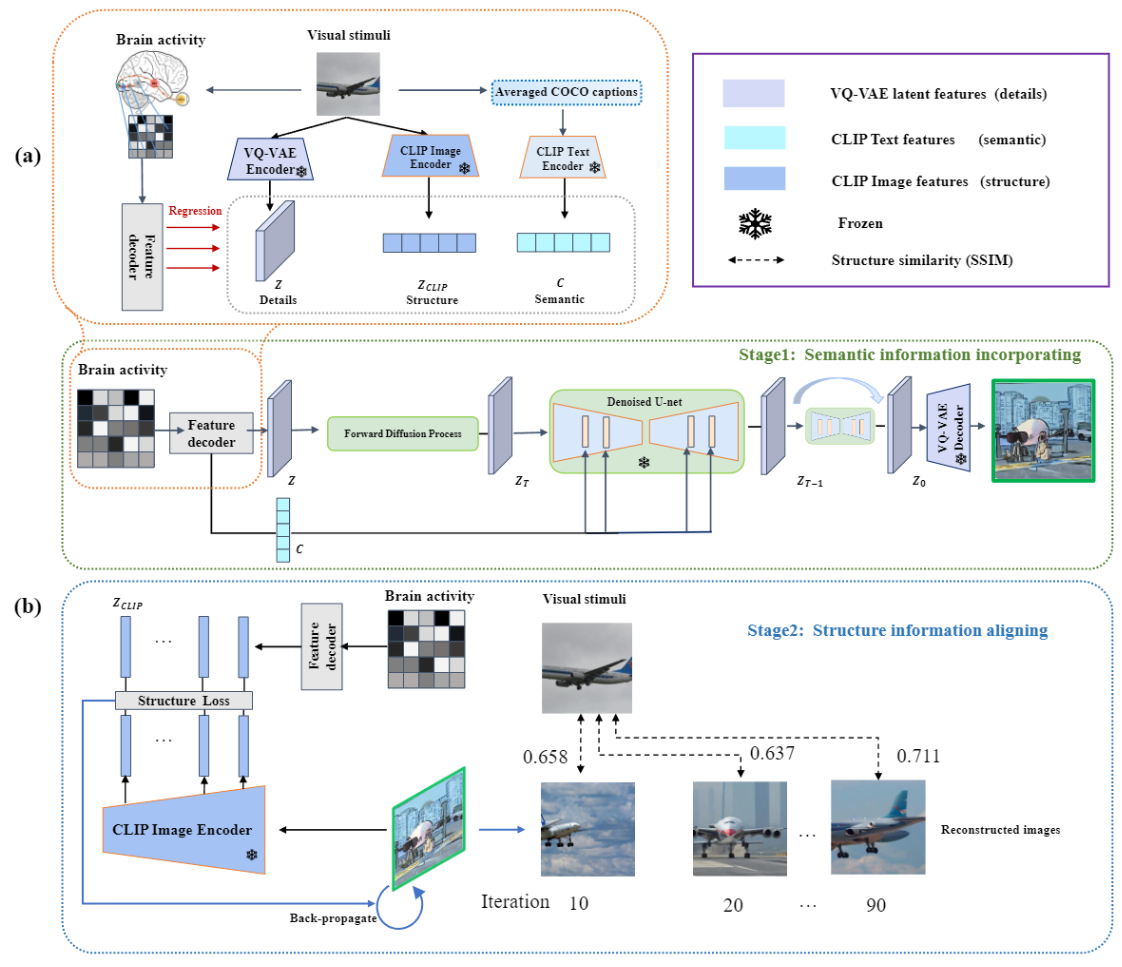 (a)
Brain activity
Visual stimuli
Averaged COCO captions
VQ-VAE
Encoder
CLIP Image
Encoder
CLIP Text
Encoder
Feature
decoder
Regression
Z
Details
Z_CLIP
Structure
C
Semantic
VQ-VAE latent features (details)
CLIP Text features (semantic)
CLIP Image features (structure)
Frozen
Structure similarity (SSIM)
Stage1: Semantic information incorporating
Brain activity
Feature
decoder
Z
Forward Diffusion Process
Z_T
Denoised U-net
Z_{T-1}
Z_0
VQ-VAE
Decoder
C
(b)
Stage2: Structure information aligning
Z_CLIP
...
Feature
decoder
Brain activity
Structure Loss
...
CLIP Image Encoder
Back-propagate
Visual stimuli
0.658
0.637
0.711
...
Reconstructed images
Iteration 10 20 ... 90